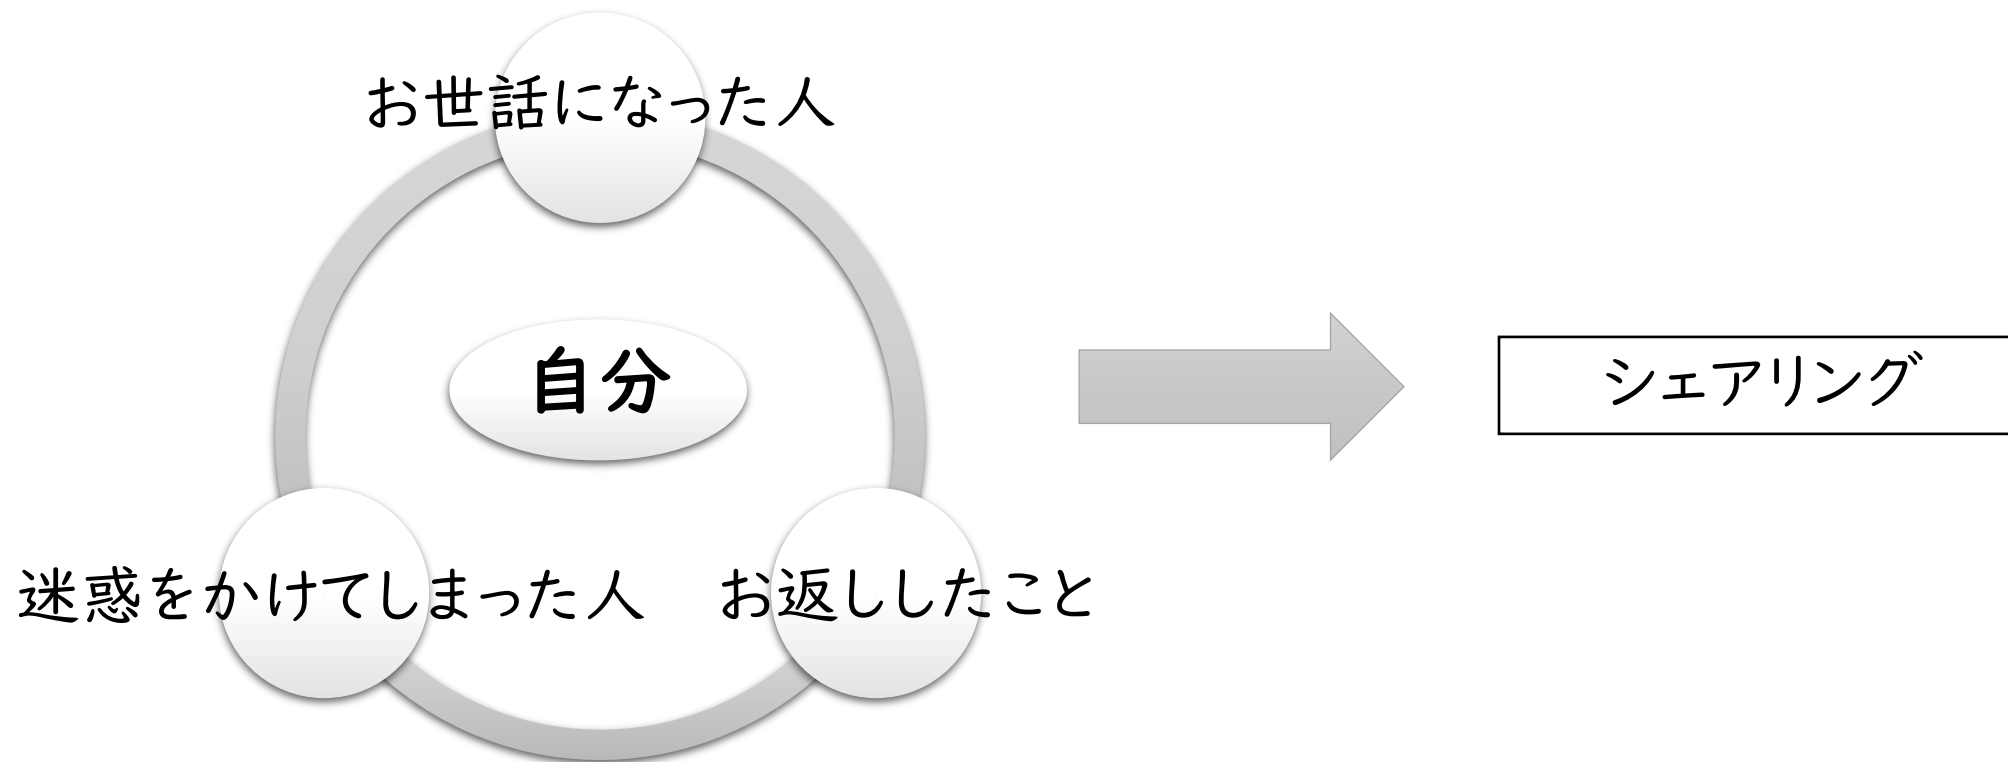 お世話になった人
自分
シェアリング
迷惑をかけてしまった人
お返ししたこと